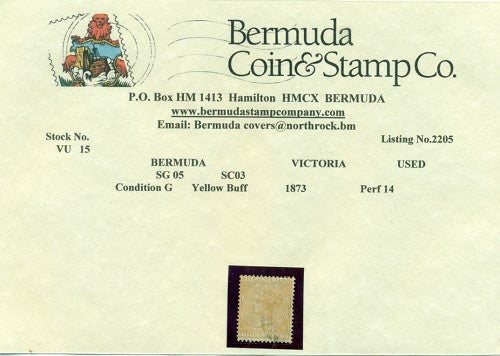 Bermuda
Coin&Stamp Co.
P.O. Box HM 1413 Hamilton HMCX BERMUDA
www.bermudastampcompany.com
Email: Bermuda covers@northrock.bm
Stock No. Listing No.2205
VU 15
BERMUDA VICTORIA USED
SG 05 SC03
Condition G Yellow Buff 1873 Perf 14